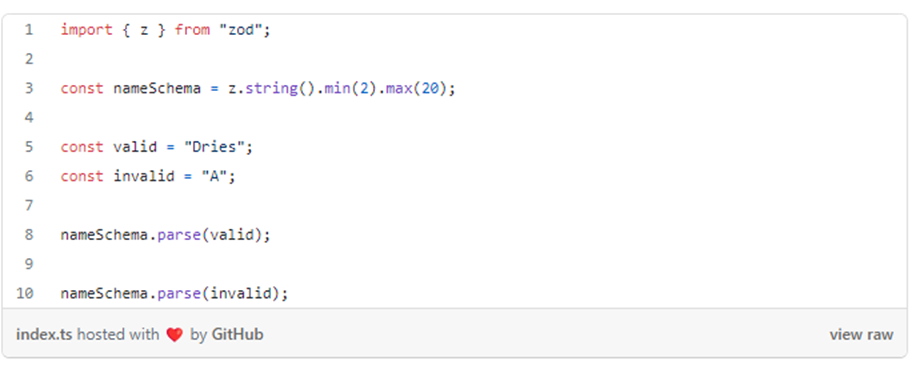 1 import { z } from "zod";
2
3 const nameSchema = z.string().min(2).max(20);
4
5 const valid = "Dries";
6 const invalid = "A";
7
8 nameSchema.parse(valid);
9
10 nameSchema.parse(invalid);
index.ts hosted with ❤ by GitHub view raw